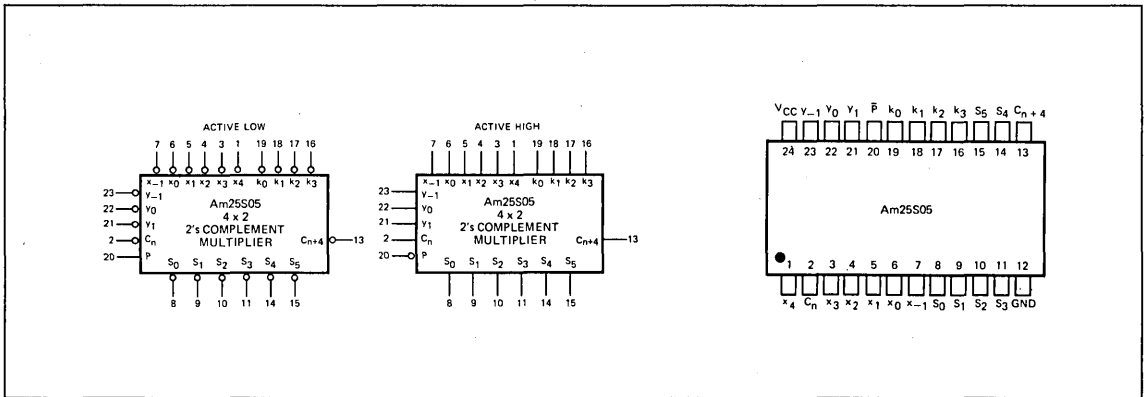 ACTIVE LOW
7 6 5 4 3 1 19 18 17 16
x₋₁ x₀ x₁ x₂ x₃ x₄ k₀ k₁ k₂ k₃
23 y₋₁
22 y₀
21 y₁
2 Cₙ
20 P
Am25S05
4 x 2
2's COMPLEMENT
MULTIPLIER
Cₙ₊₄ 13
S₀ S₁ S₂ S₃ S₄ S₅
8 9 10 11 14 15
ACTIVE HIGH
7 6 5 4 3 1 19 18 17 16
x₋₁ x₀ x₁ x₂ x₃ x₄ k₀ k₁ k₂ k₃
23 y₋₁
22 y₀
21 y₁
2 Cₙ
20 P
Am25S05
4 x 2
2's COMPLEMENT
MULTIPLIER
Cₙ₊₄ 13
S₀ S₁ S₂ S₃ S₄ S₅
8 9 10 11 14 15
VCC y₋₁ y₀ y₁ P̅ k₀ k₁ k₂ k₃ S₅ S₄ Cₙ₊₄
24 23 22 21 20 19 18 17 16 15 14 13
Am25S05
1 2 3 4 5 6 7 8 9 10 11 12
x₄ Cₙ x₃ x₂ x₁ x₀ x₋₁ S₀ S₁ S₂ S₃ GND